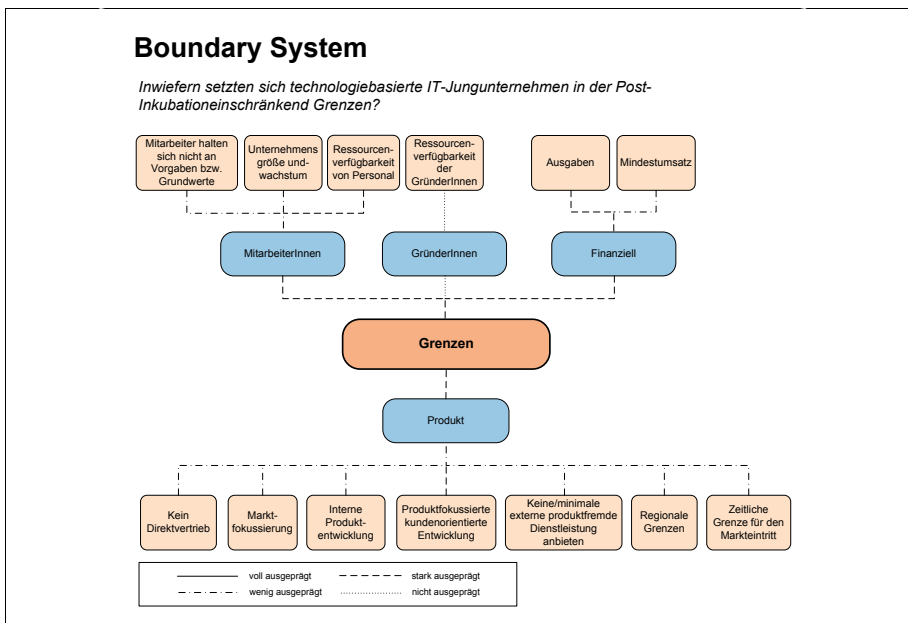 Boundary System
Inwiefern setzten sich technologiebasierte IT-Jungunternehmen in der Post-
Inkubationeinschränkend Grenzen?
Mitarbeiter halten
sich nicht an
Vorgaben bzw.
Grundwerte
Unternehmens
größe und-
wachstum
Ressourcen-
verfügbarkeit
von Personal
Ressourcen-
verfügbarkeit
der
GründerInnen
Ausgaben
Mindestumsatz
MitarbeiterInnen
GründerInnen
Finanziell
Grenzen
Produkt
Kein
Direktvertrieb
Markt-
fokussierung
Interne
Produkt-
entwicklung
Produktfokussierte
kundenorientierte
Entwicklung
Keine/minimale
externe produktfremde
Dienstleistung
anbieten
Regionale
Grenzen
Zeitliche
Grenze für den
Markteintritt
voll ausgeprägt
stark ausgeprägt
wenig ausgeprägt
nicht ausgeprägt